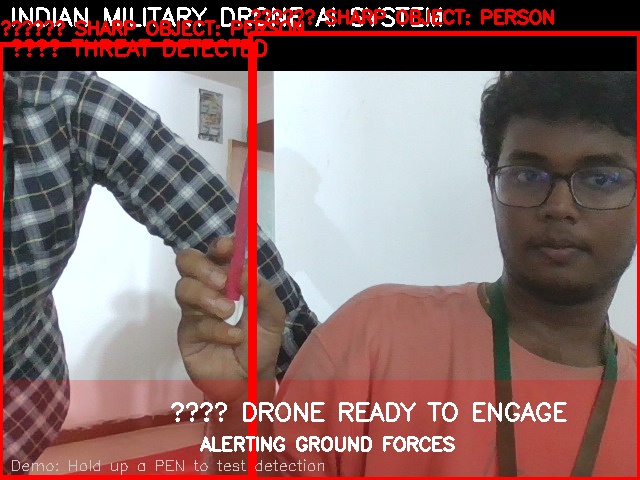 INDIAN MILITARY DRONE AI SYSTEM
?????? SHARP OBJECT: PERSON
?????? SHARP OBJECT: PERSON
???? THREAT DETECTED
???? DRONE READY TO ENGAGE
ALERTING GROUND FORCES
Demo: Hold up a PEN to test detection